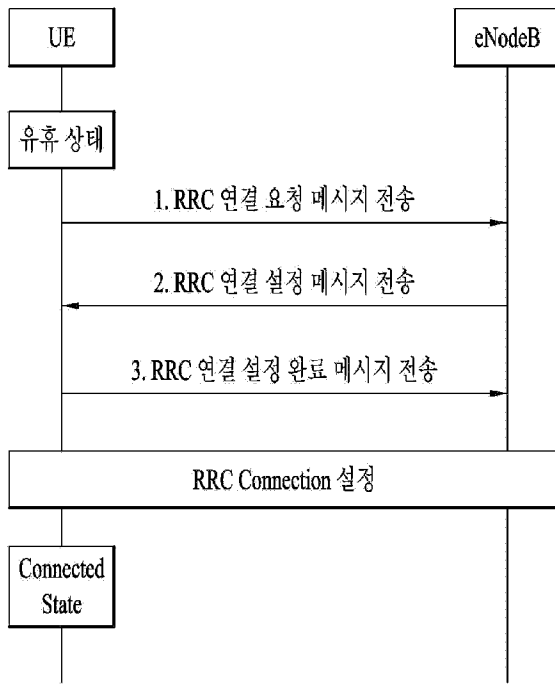 UE
eNodeB
유휴 상태
1. RRC 연결 요청 메시지 전송
2. RRC 연결 설정 메시지 전송
3. RRC 연결 설정 완료 메시지 전송
RRC Connection 설정
Connected
State